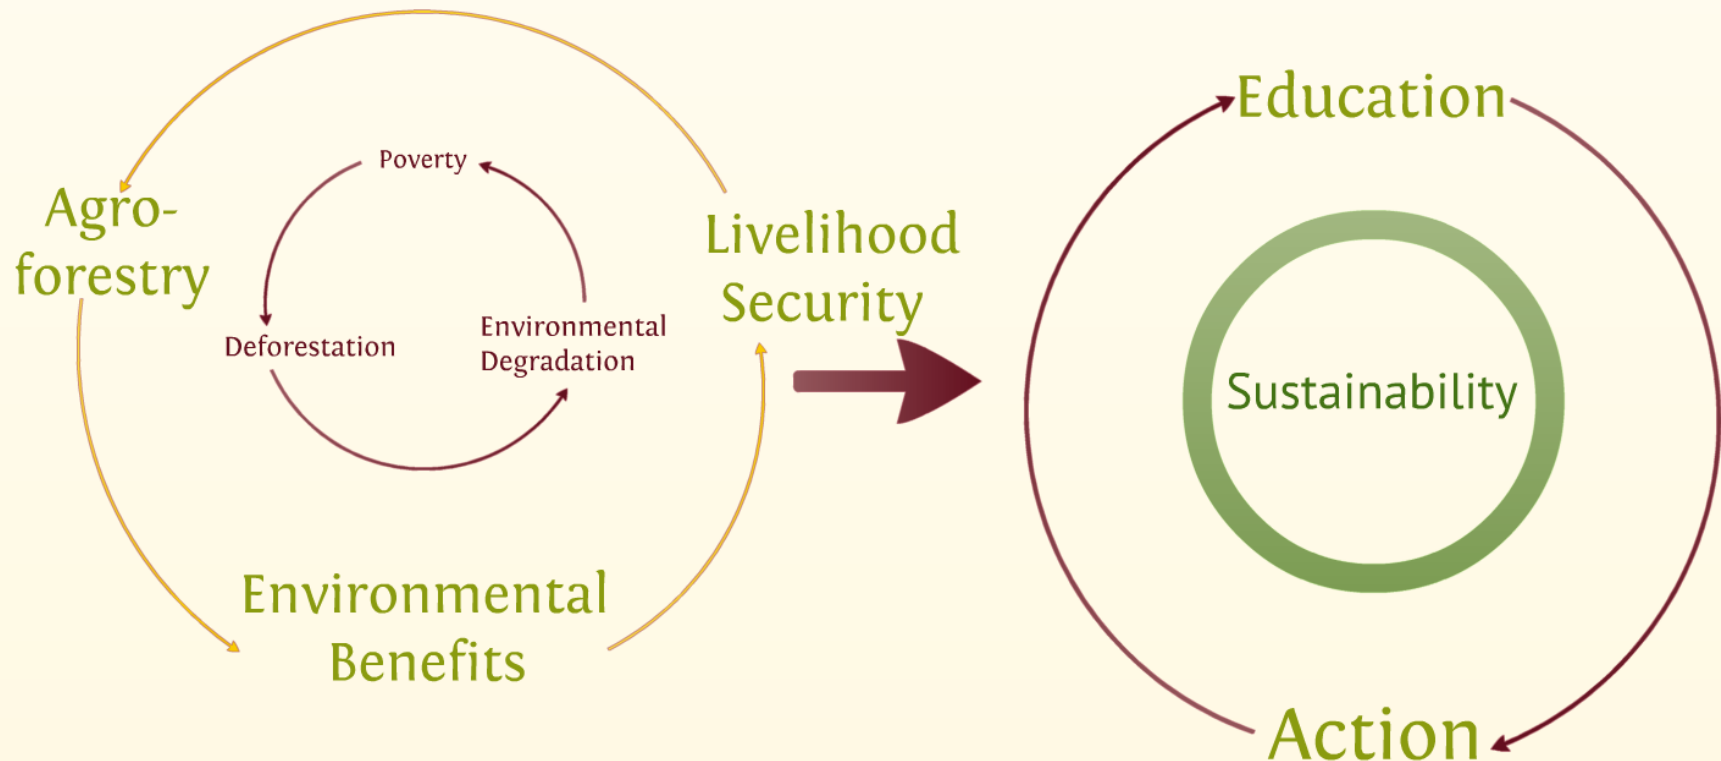 Agro-
forestry
Poverty
Deforestation
Environmental
Degradation
Livelihood
Security
Environmental
Benefits
Education
Sustainability
Action